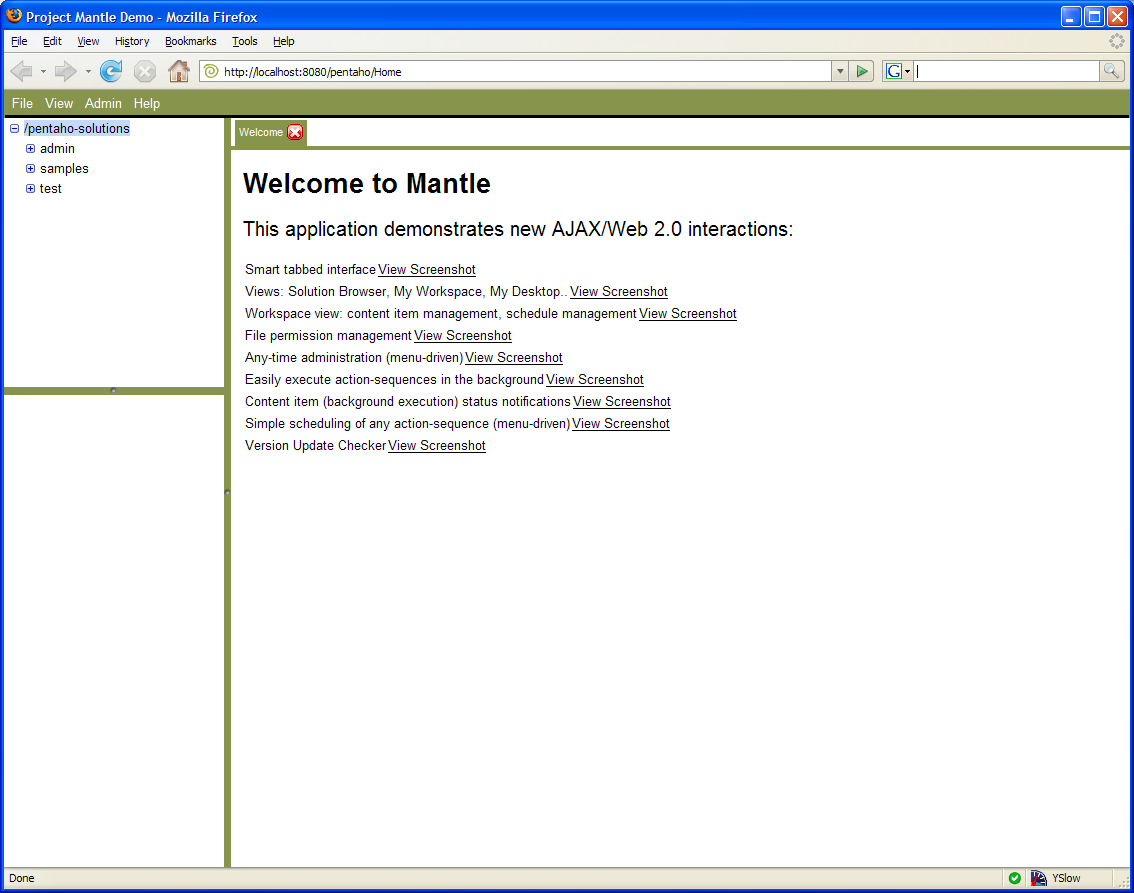 Project Mantle Demo - Mozilla Firefox
File Edit View History Bookmarks Tools Help
http://localhost:8080/pentaho/Home
G
File View Admin Help
/pentaho-solutions
admin
samples
test
Welcome
Welcome to Mantle
This application demonstrates new AJAX/Web 2.0 interactions:
Smart tabbed interface View Screenshot
Views: Solution Browser, My Workspace, My Desktop.. View Screenshot
Workspace view: content item management, schedule management View Screenshot
File permission management View Screenshot
Any-time administration (menu-driven) View Screenshot
Easily execute action-sequences in the background View Screenshot
Content item (background execution) status notifications View Screenshot
Simple scheduling of any action-sequence (menu-driven) View Screenshot
Version Update Checker View Screenshot
Done YSlow